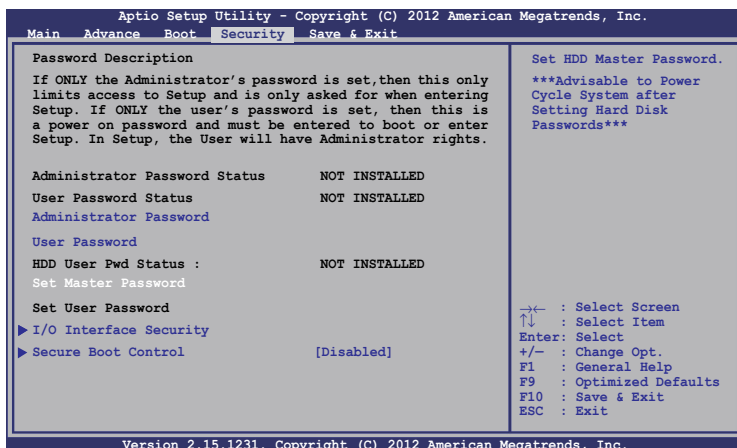 Aptio Setup Utility - Copyright (C) 2012 American Megatrends, Inc.
Main Advance Boot Security Save & Exit
Password Description
If ONLY the Administrator's password is set,then this only
limits access to Setup and is only asked for when entering
Setup. If ONLY the user's password is set, then this is
a power on password and must be entered to boot or enter
Setup. In Setup, the User will have Administrator rights.
Administrator Password Status NOT INSTALLED
User Password Status NOT INSTALLED
Administrator Password
User Password
HDD User Pwd Status : NOT INSTALLED
Set Master Password
Set User Password
I/O Interface Security
Secure Boot Control [Disabled]
Set HDD Master Password.
***Advisable to Power
Cycle System after
Setting Hard Disk
Passwords***
→← : Select Screen
↑↓ : Select Item
Enter: Select
+/— : Change Opt.
F1 : General Help
F9 : Optimized Defaults
F10 : Save & Exit
ESC : Exit
Version 2.15.1231. Copyright (C) 2012 American Megatrends, Inc.